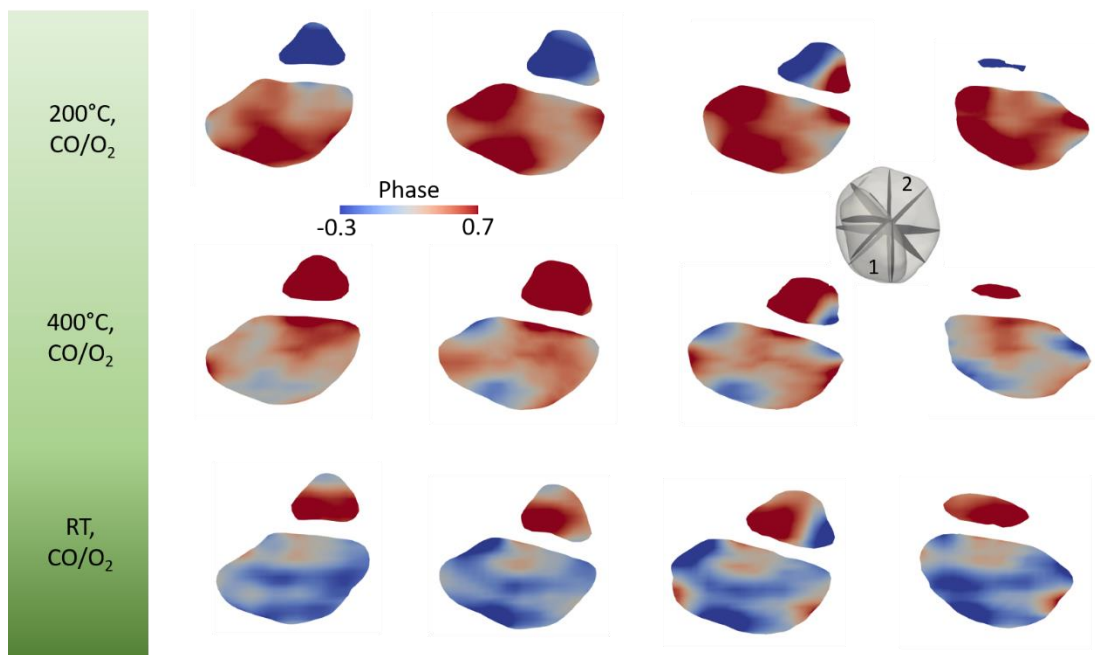 200°C,
CO/O₂
Phase
-0.3 0.7
2
1
400°C,
CO/O₂
RT,
CO/O₂